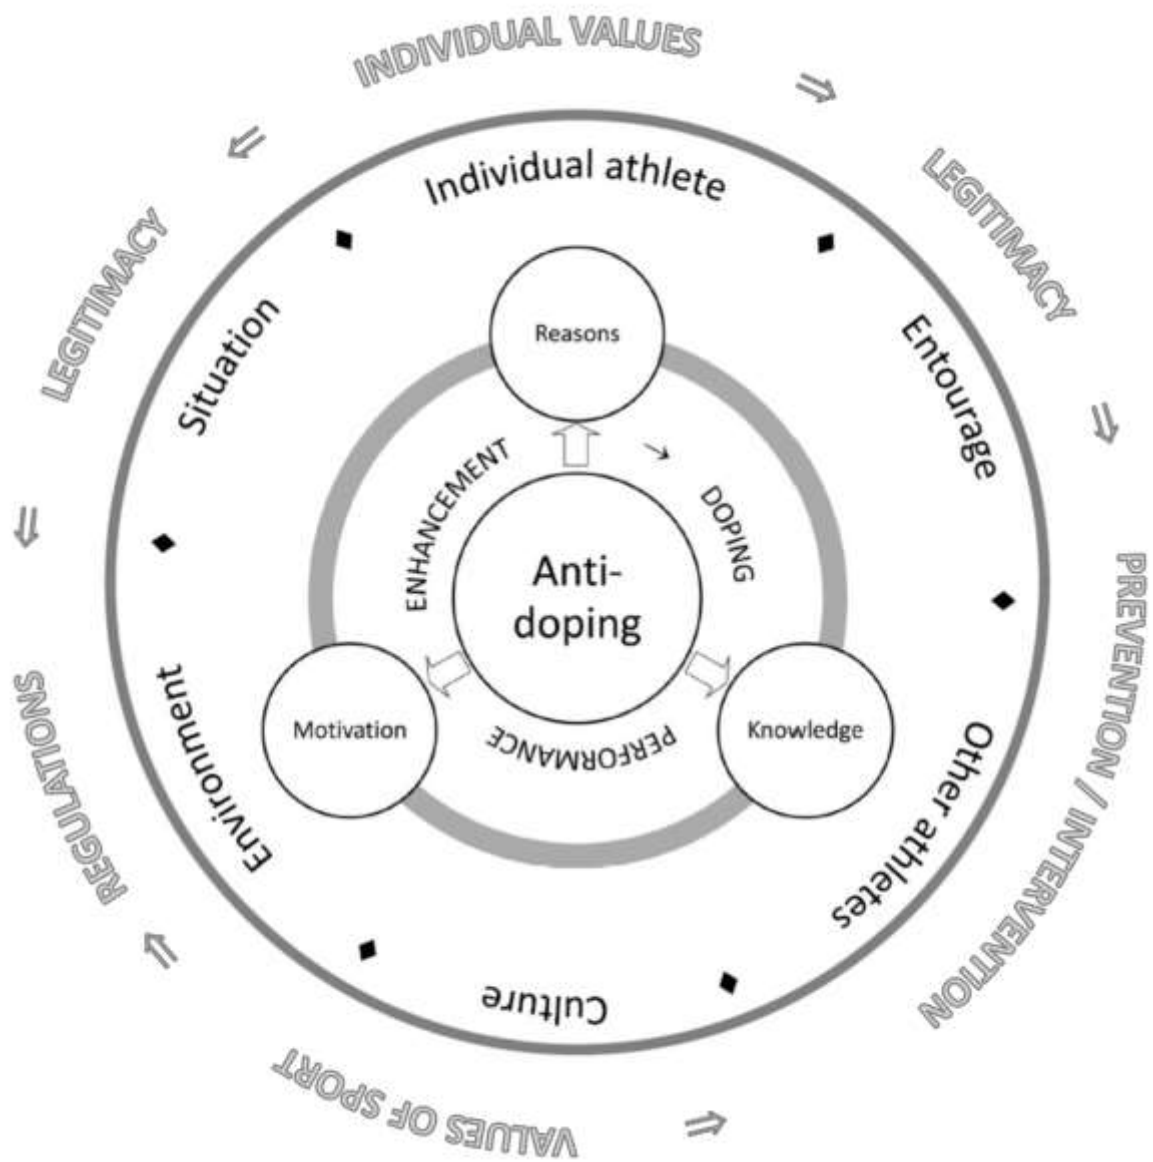 INDIVIDUAL VALUES
LEGITIMACY
PREVENTION / INTERVENTION
VALUES OF SPORT
REGULATIONS
LEGITIMACY
Individual athlete
Entourage
Other athletes
Culture
Environment
Situation
Reasons
Knowledge
Motivation
DOPING
PERFORMANCE
ENHANCEMENT
Anti-
doping